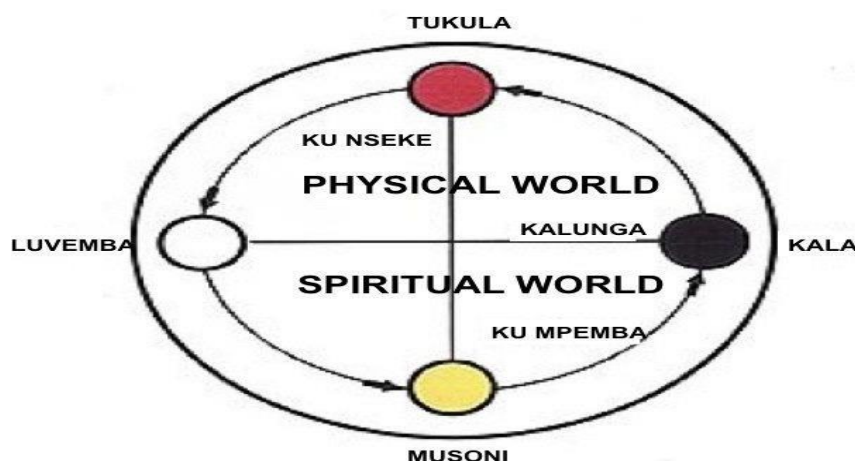 TUKULA
KU NSEKE
PHYSICAL WORLD
LUVEMBA
KALUNGA
KALA
SPIRITUAL WORLD
KU MPEMBA
MUSONI